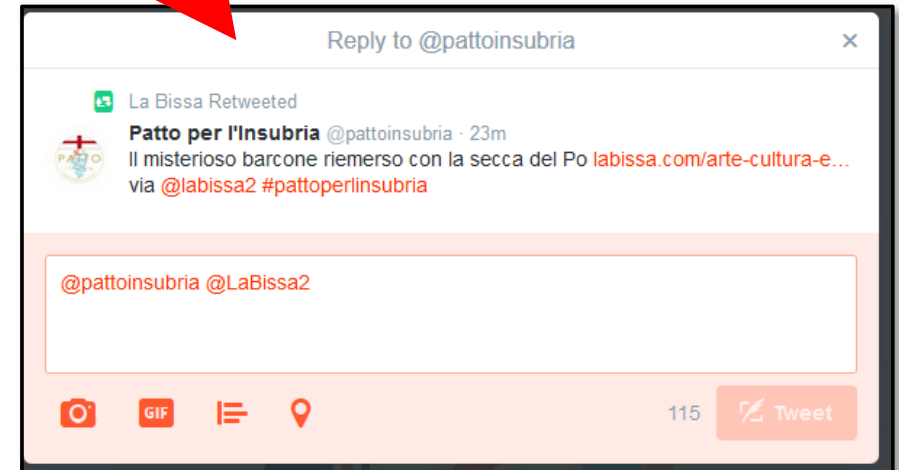 Reply to @pattoinsubria ×
La Bissa Retweeted
Patto per l'Insubria @pattoinsubria · 23m
Il misterioso barcone riemerso con la secca del Po labissa.com/arte-cultura-e...
via @labissa2 #pattoperlinsubria
PATTO
@pattoinsubria @LaBissa2
GIF 115 Tweet